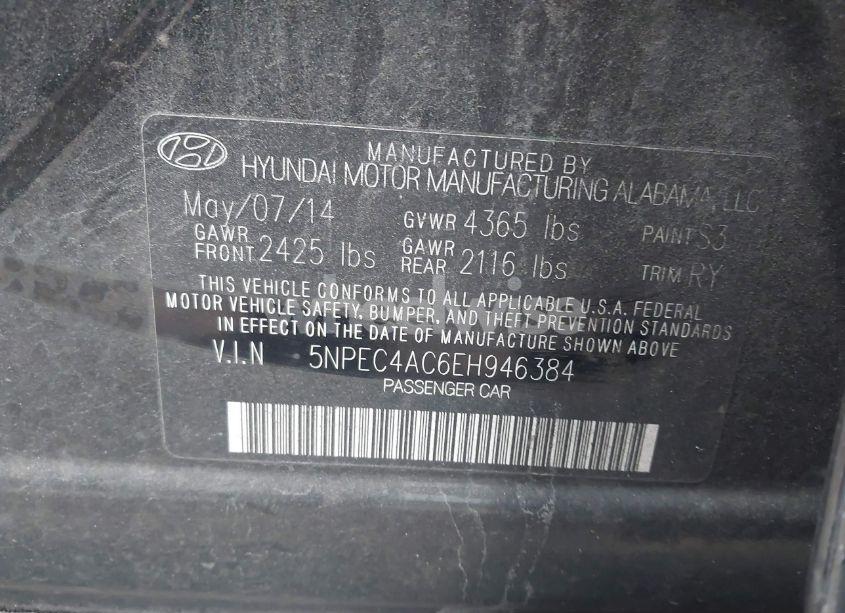 MANUFACTURED BY
HYUNDAI MOTOR MANUFACTURING ALABAMA, LLC
May/07/14 GVWR 4365 lbs PAINT S3
GAWR FRONT 2425 lbs GAWR REAR 2116 lbs TRIM RY
THIS VEHICLE CONFORMS TO ALL APPLICABLE U.S.A. FEDERAL
MOTOR VEHICLE SAFETY, BUMPER, AND THEFT PREVENTION STANDARDS
IN EFFECT ON THE DATE OF MANUFACTURE SHOWN ABOVE
V.I.N 5NPEC4AC6EH946384
PASSENGER CAR